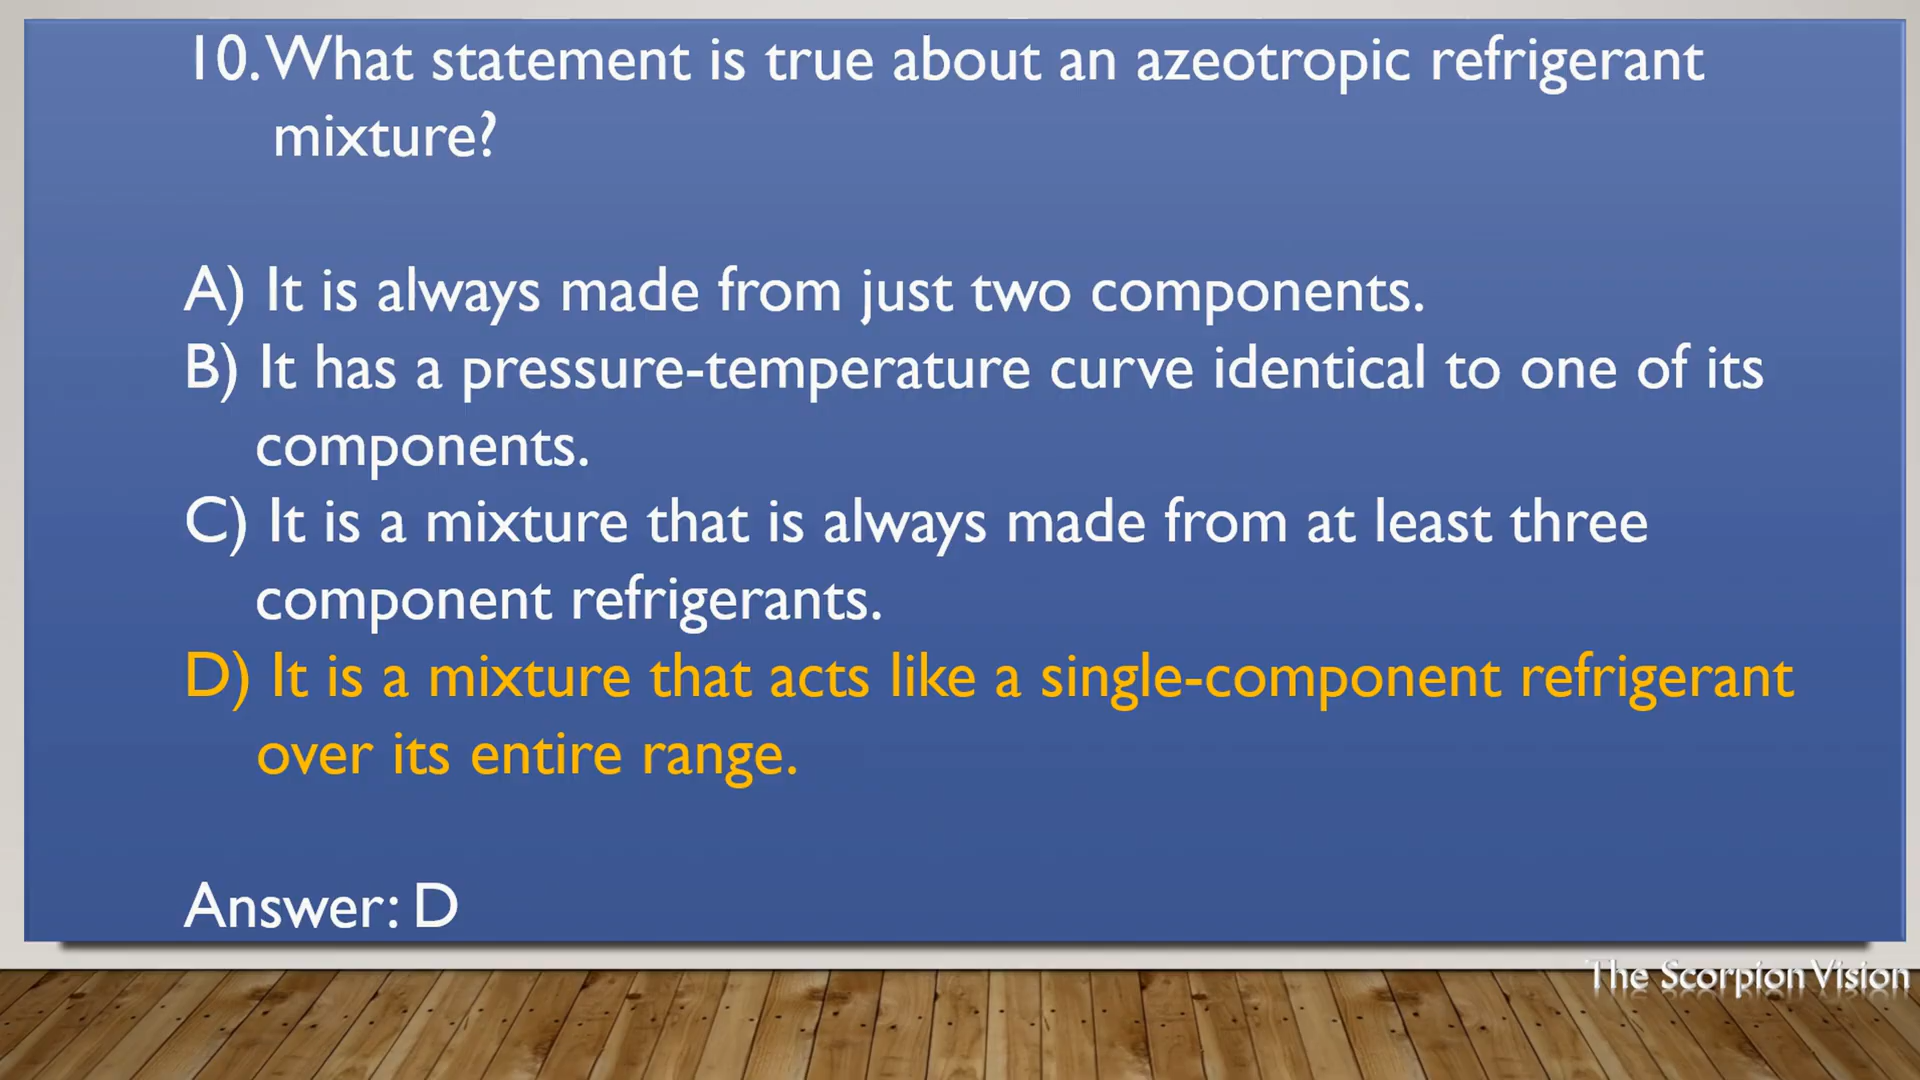 10. What statement is true about an azeotropic refrigerant
mixture?
A) It is always made from just two components.
B) It has a pressure-temperature curve identical to one of its
components.
C) It is a mixture that is always made from at least three
component refrigerants.
D) It is a mixture that acts like a single-component refrigerant
over its entire range.
Answer: D
The Scorpion Vision